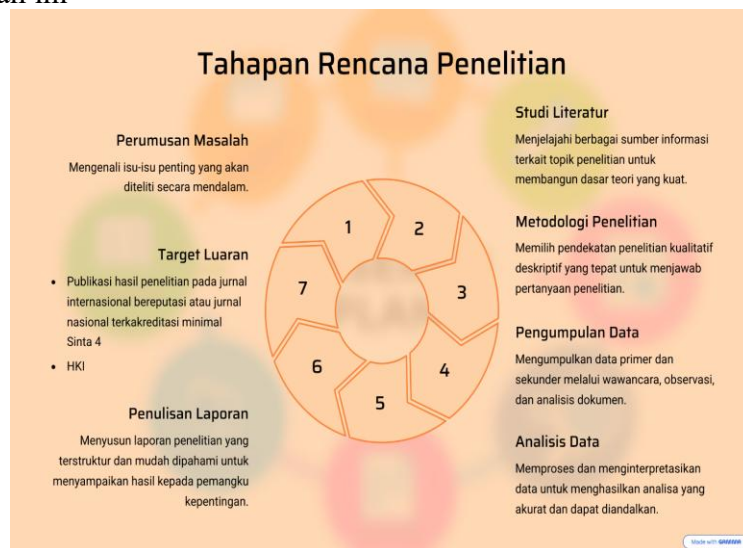 Tahapan Rencana Penelitian
Perumusan Masalah
Mengenali isu-isu penting yang akan
diteliti secara mendalam.
Studi Literatur
Menjelajahi berbagai sumber informasi
terkait topik penelitian untuk
membangun dasar teori yang kuat.
Metodologi Penelitian
Memilih pendekatan penelitian kualitatif
deskriptif yang tepat untuk menjawab
pertanyaan penelitian.
Pengumpulan Data
Mengumpulkan data primer dan
sekunder melalui wawancara, observasi,
dan analisis dokumen.
Analisis Data
Memproses dan menginterpretasikan
data untuk menghasilkan analisa yang
akurat dan dapat diandalkan.
Penulisan Laporan
Menyusun laporan penelitian yang
terstruktur dan mudah dipahami untuk
menyampaikan hasil kepada pemangku
kepentingan.
Target Luaran
• Publikasi hasil penelitian pada jurnal
internasional bereputasi atau jurnal
nasional terkakreditasi minimal
Sinta 4
• HKI
1
2
3
4
5
6
7
PLAN
Made with GAMMA